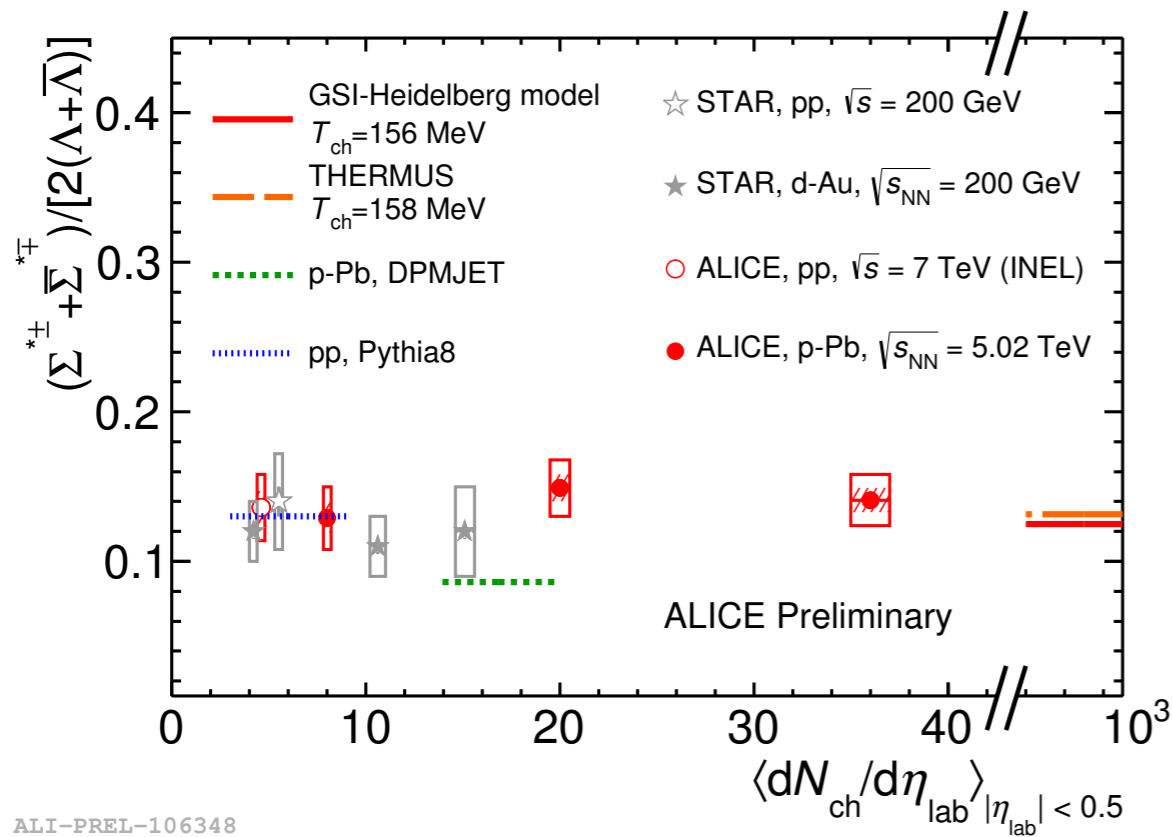 (Σ*± + Σ̅*∓)/[2(Λ+Λ̅)]
0.4
0.3
0.2
0.1
GSI-Heidelberg model
T_ch=156 MeV
THERMUS
T_ch=158 MeV
p-Pb, DPMJET
pp, Pythia8
STAR, pp, √s = 200 GeV
STAR, d-Au, √s_NN = 200 GeV
ALICE, pp, √s = 7 TeV (INEL)
ALICE, p-Pb, √s_NN = 5.02 TeV
ALICE Preliminary
0 10 20 30 40 10³
⟨dN_ch/dη_lab⟩_|η_lab| < 0.5
ALI-PREL-106348